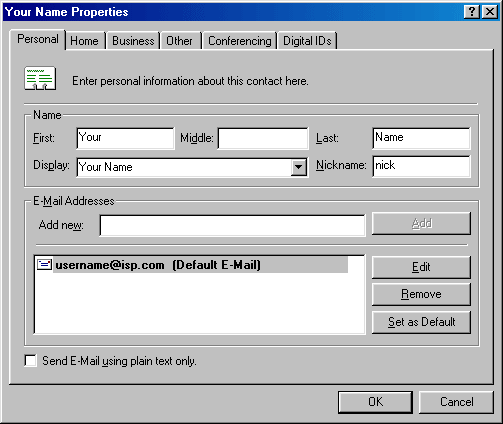 Your Name Properties
Personal Home Business Other Conferencing Digital IDs
Enter personal information about this contact here.
Name
First: Your Middle: Last: Name
Display: Your Name Nickname: nick
E-Mail Addresses
Add new: Add
username@isp.com (Default E-Mail)
Edit
Remove
Set as Default
Send E-Mail using plain text only.
OK Cancel